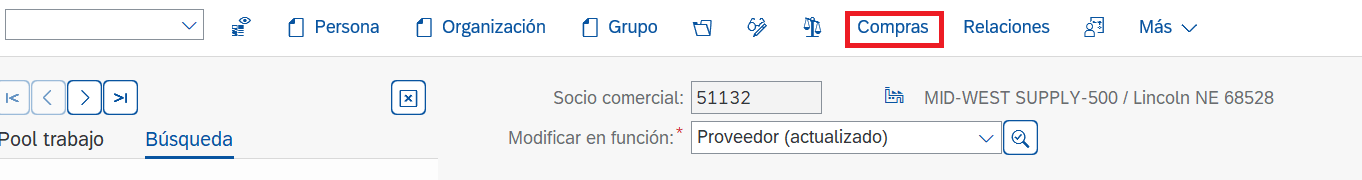 Persona Organización Grupo Compras Relaciones Más
Socio comercial: 51132 MID-WEST SUPPLY-500 / Lincoln NE 68528
Pool trabajo Búsqueda Modificar en función:* Proveedor (actualizado)